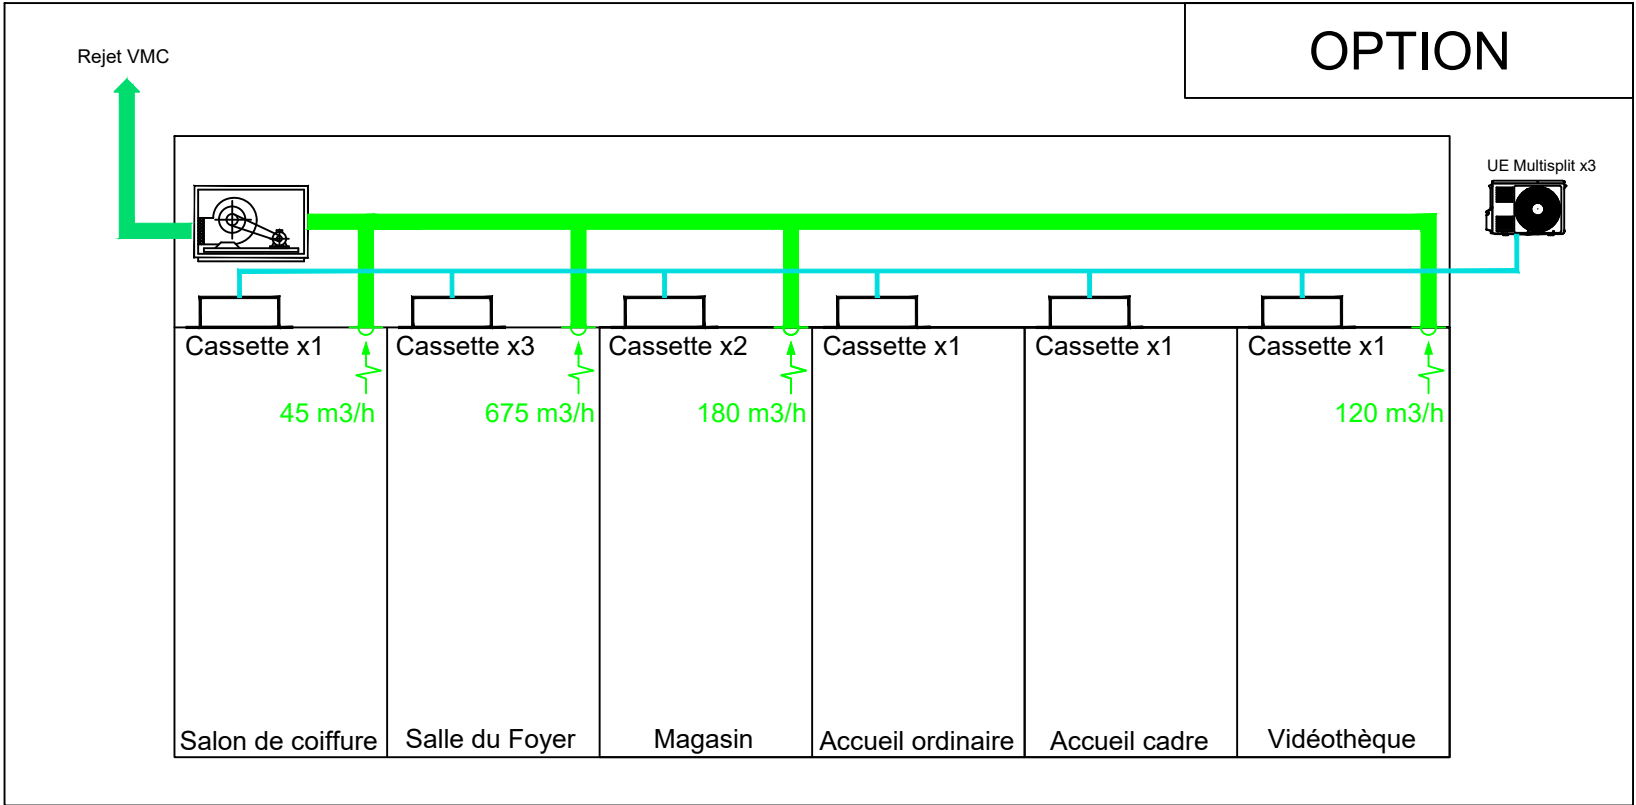 OPTION
Rejet VMC
UE Multisplit x3
Cassette x1
Cassette x3
Cassette x2
Cassette x1
Cassette x1
Cassette x1
45 m3/h
675 m3/h
180 m3/h
120 m3/h
Salon de coiffure
Salle du Foyer
Magasin
Accueil ordinaire
Accueil cadre
Vidéothèque